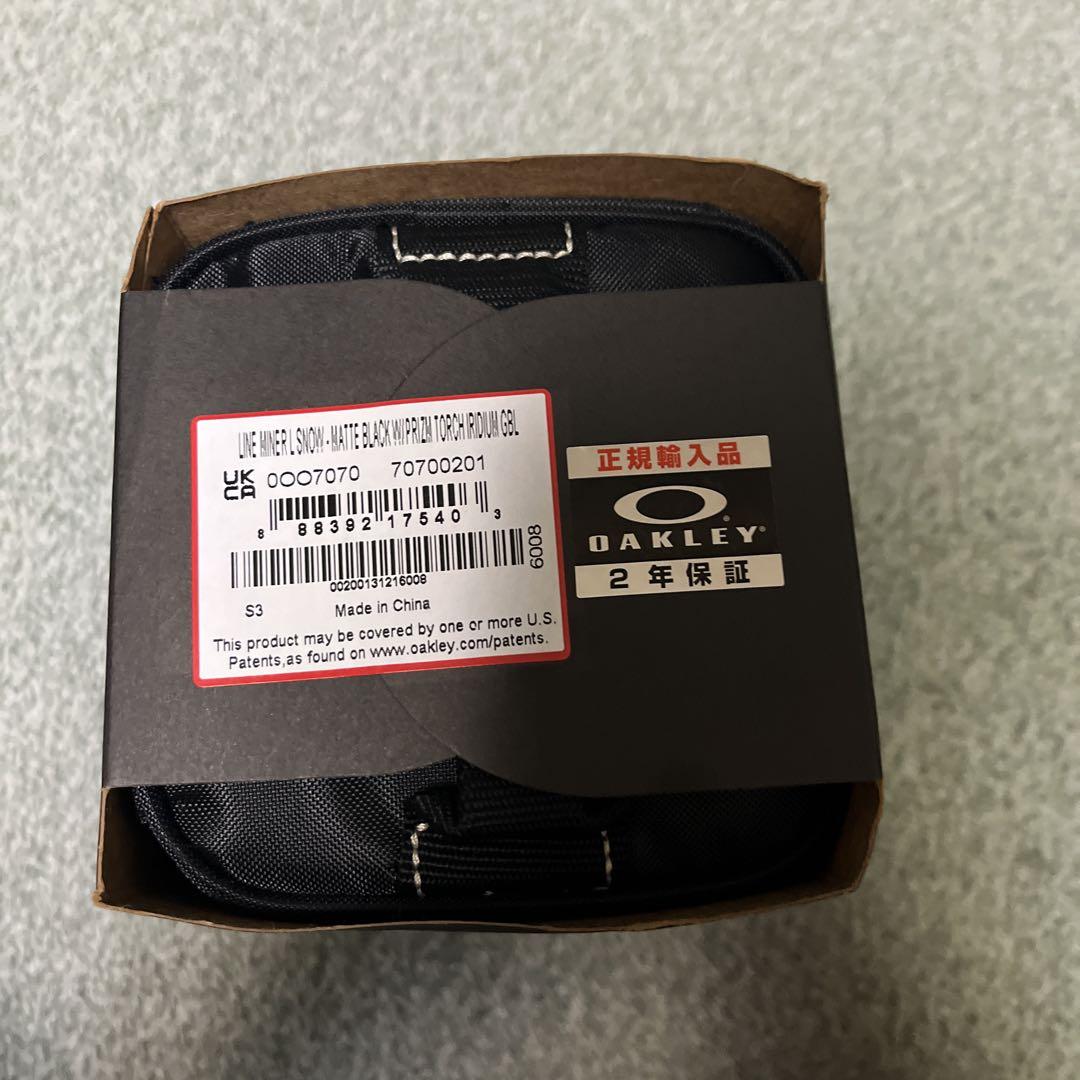 LINE MINER L SNOW - MATTE BLACK W/ PRIZM TORCH IRIDIUM GBL
UK
CA
0OO7070 70700201
8 88392 17540 3
6008
00200131216008
S3 Made in China
This product may be covered by one or more U.S.
Patents,as found on www.oakley.com/patents.
正規輸入品
OAKLEY®
2年保証